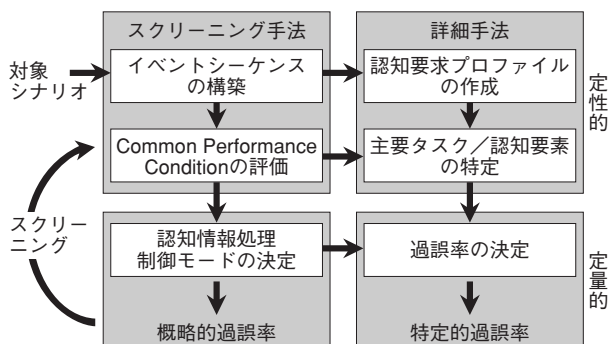 スクリーニング手法
詳細手法
対象
シナリオ
イベントシーケンス
の構築
認知要求プロファイル
の作成
定性的
Common Performance
Conditionの評価
主要タスク／認知要素
の特定
スクリー
ニング
認知情報処理
制御モードの決定
過誤率の決定
定量的
概略的過誤率
特定的過誤率